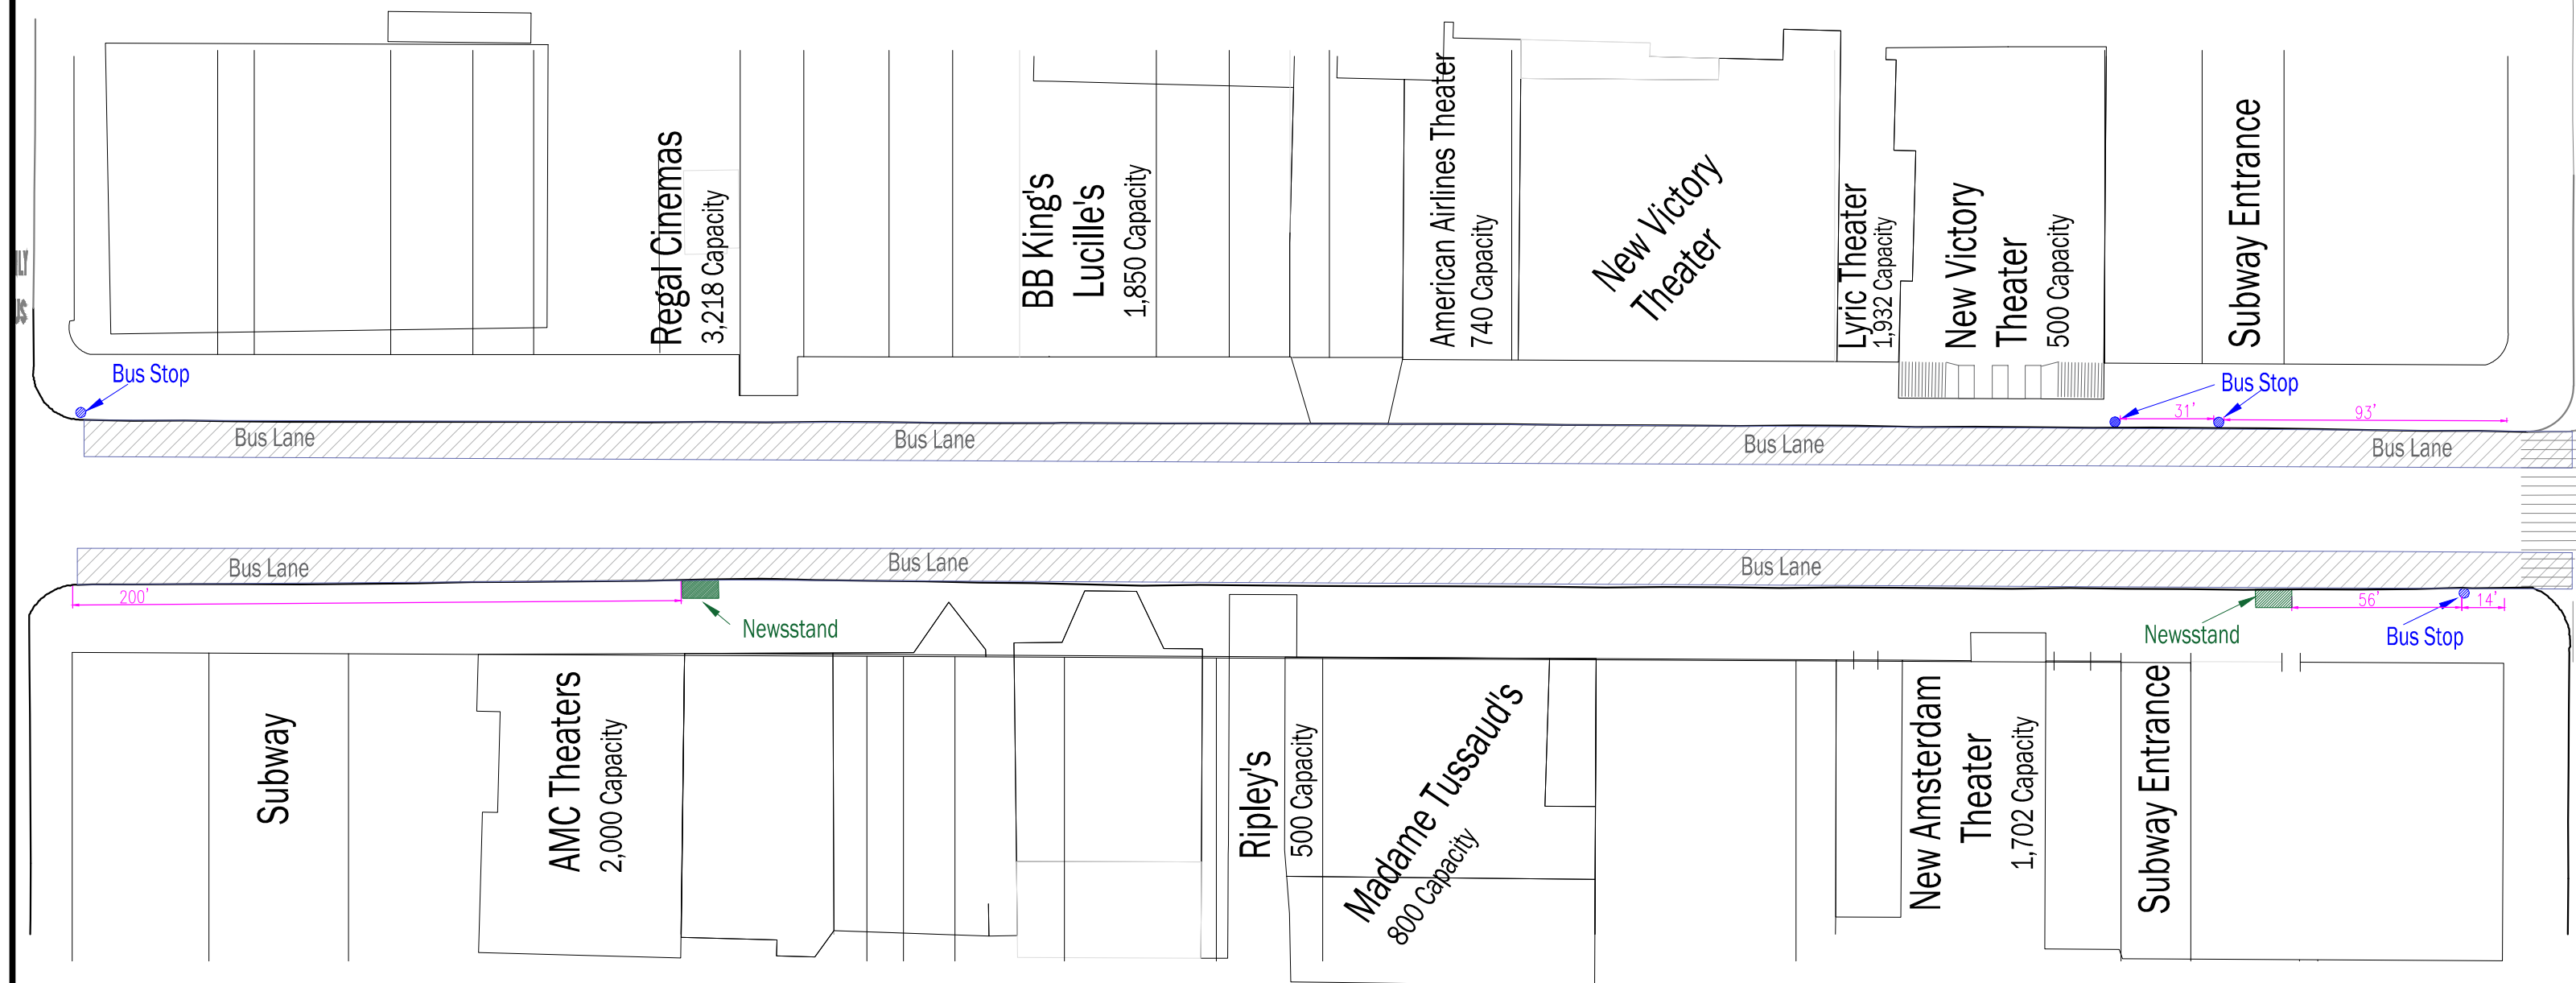 Regal Cinemas
3,218 Capacity
BB King's
Lucille's
1,850 Capacity
American Airlines Theater
740 Capacity
New Victory
Theater
Lyric Theater
1,932 Capacity
New Victory
Theater
500 Capacity
Subway Entrance
Bus Stop
Bus Stop
31'
93'
Bus Lane
Bus Lane
Bus Lane
Bus Lane
Bus Lane
Bus Lane
Bus Lane
200'
Newsstand
56'
14'
Newsstand
Bus Stop
Subway
AMC Theaters
2,000 Capacity
Ripley's
500 Capacity
Madame Tussaud's
800 Capacity
New Amsterdam
Theater
1,702 Capacity
Subway Entrance